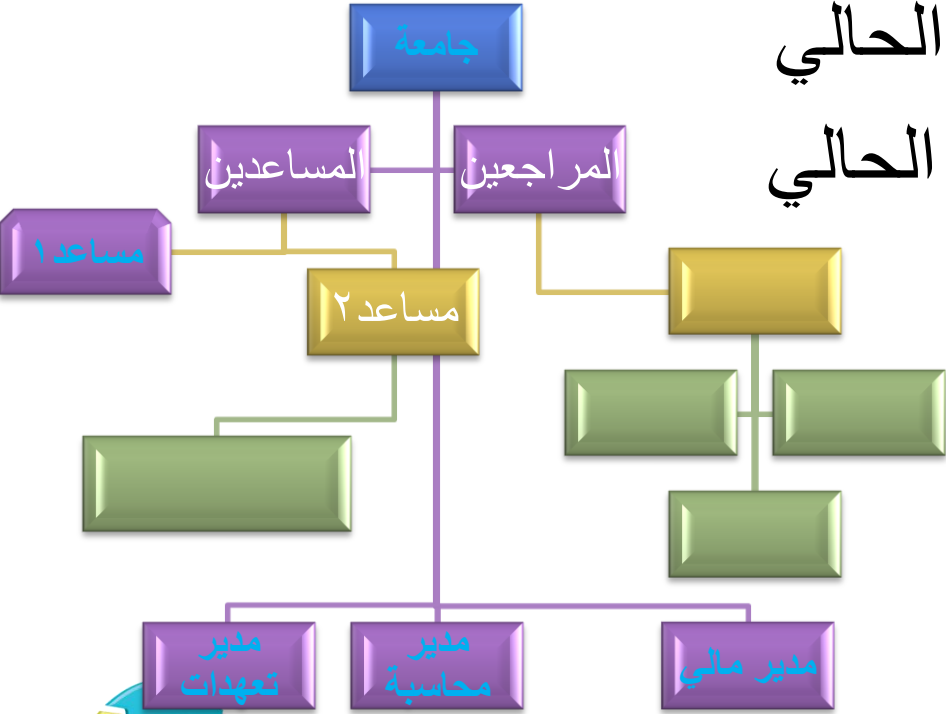 الحالي
الحالي
جامعة
المراجعين
المساعدين
مساعد١
مساعد٢
مدير مالي
مدير
محاسبة
مدير
تعهدات